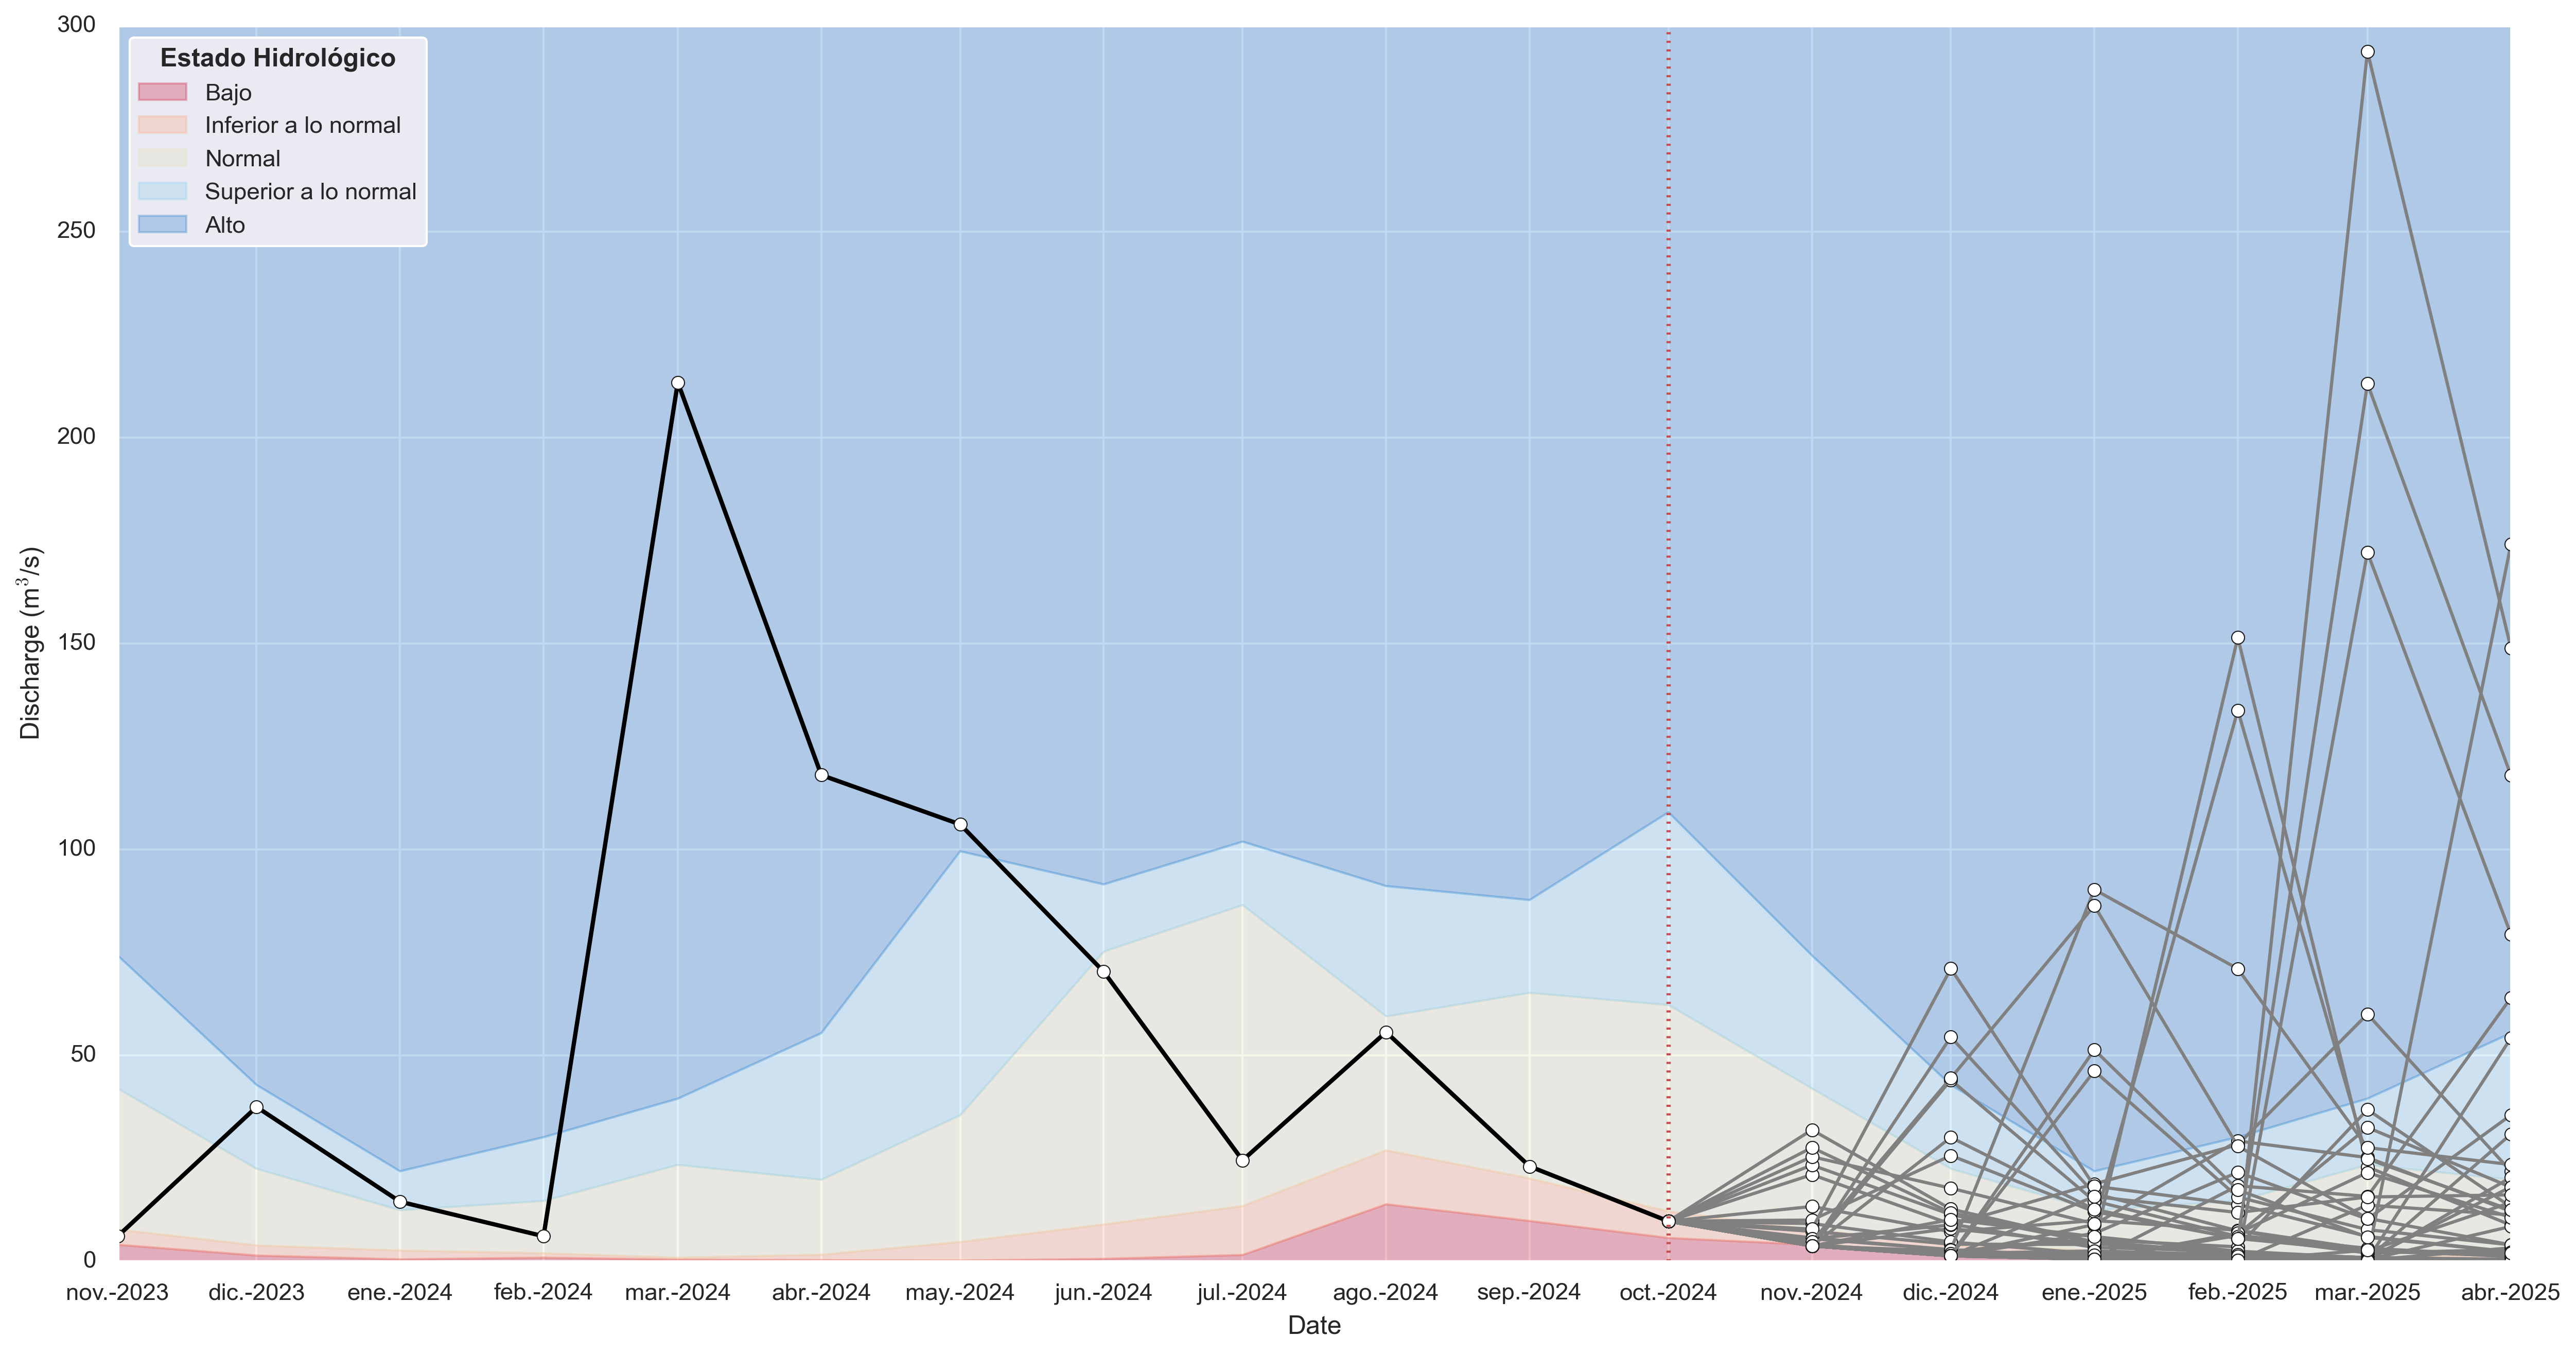 300
250
200
150
100
50
0
Discharge (m³/s)
Estado Hidrológico
Bajo
Inferior a lo normal
Normal
Superior a lo normal
Alto
nov.-2023 dic.-2023 ene.-2024 feb.-2024 mar.-2024 abr.-2024 may.-2024 jun.-2024 jul.-2024 ago.-2024 sep.-2024 oct.-2024 nov.-2024 dic.-2024 ene.-2025 feb.-2025 mar.-2025 abr.-2025
Date